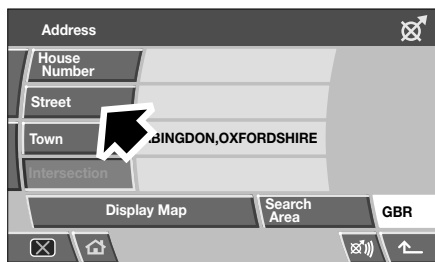 Address
House
Number
Street
Town BINGDON,OXFORDSHIRE
Intersection
Display Map Search
Area GBR